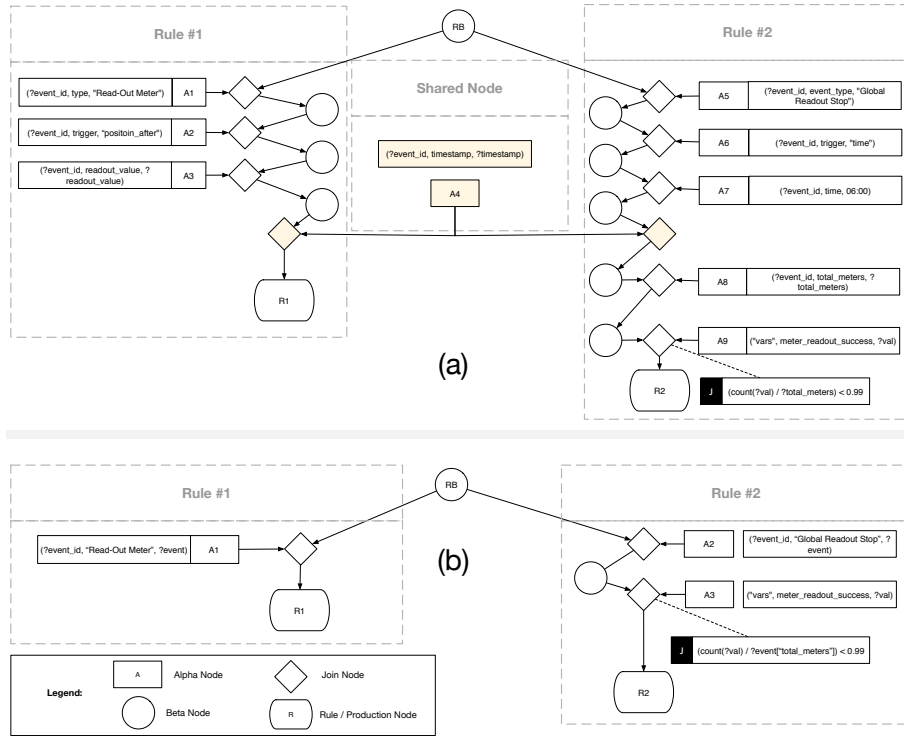 Rule #1
RB
Rule #2
Shared Node
(?event_id, type, "Read-Out Meter")
A1
(?event_id, trigger, "positoin_after")
A2
(?event_id, readout_value, ?
readout_value)
A3
(?event_id, timestamp, ?timestamp)
A4
R1
A5
(?event_id, event_type, "Global
Readout Stop")
A6
(?event_id, trigger, "time")
A7
(?event_id, time, 06:00)
A8
(?event_id, total_meters, ?
total_meters)
A9
("vars", meter_readout_success, ?val)
R2
J
(count(?val) / ?total_meters) < 0.99
(a)
Rule #1
RB
Rule #2
(?event_id, “Read-Out Meter”, ?event)
A1
R1
(b)
A2
(?event_id, “Global Readout Stop”, ?
event)
A3
("vars", meter_readout_success, ?val)
J
(count(?val) / ?event[“total_meters"]) < 0.99
R2
Legend:
A
Alpha Node
Join Node
Beta Node
R
Rule / Production Node